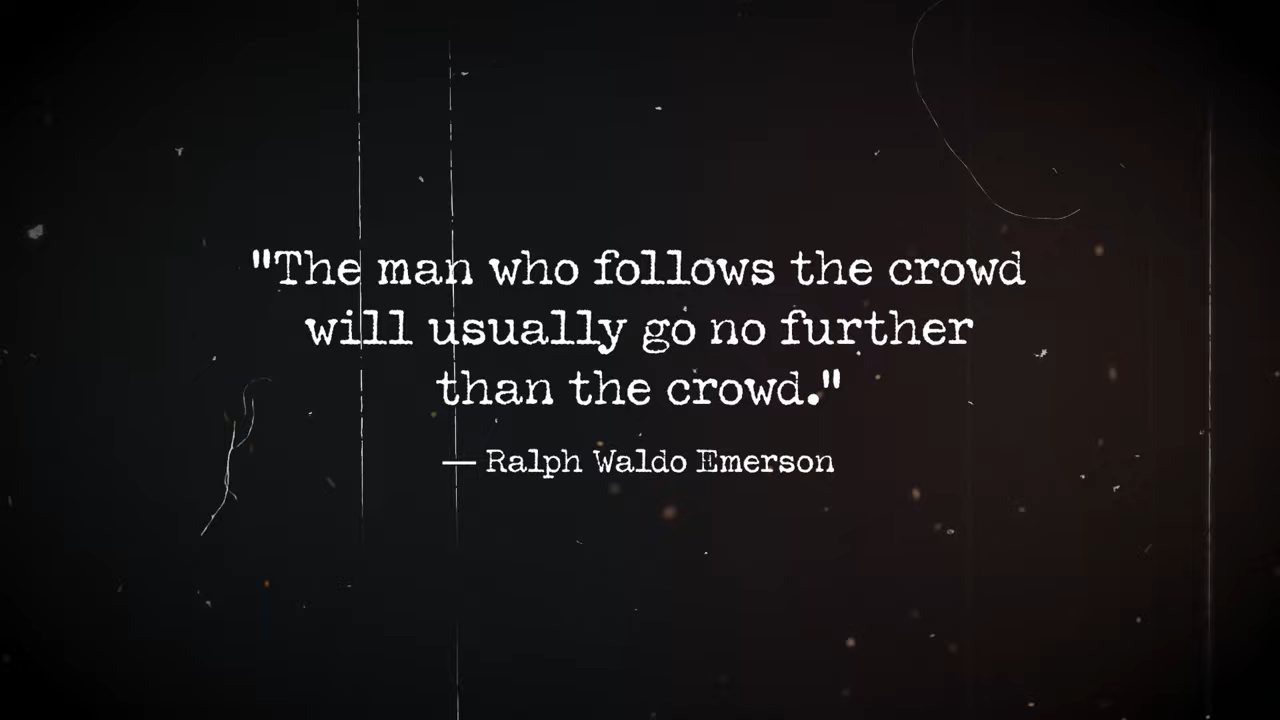 "The man who follows the crowd
will usually go no further
than the crowd."
— Ralph Waldo Emerson